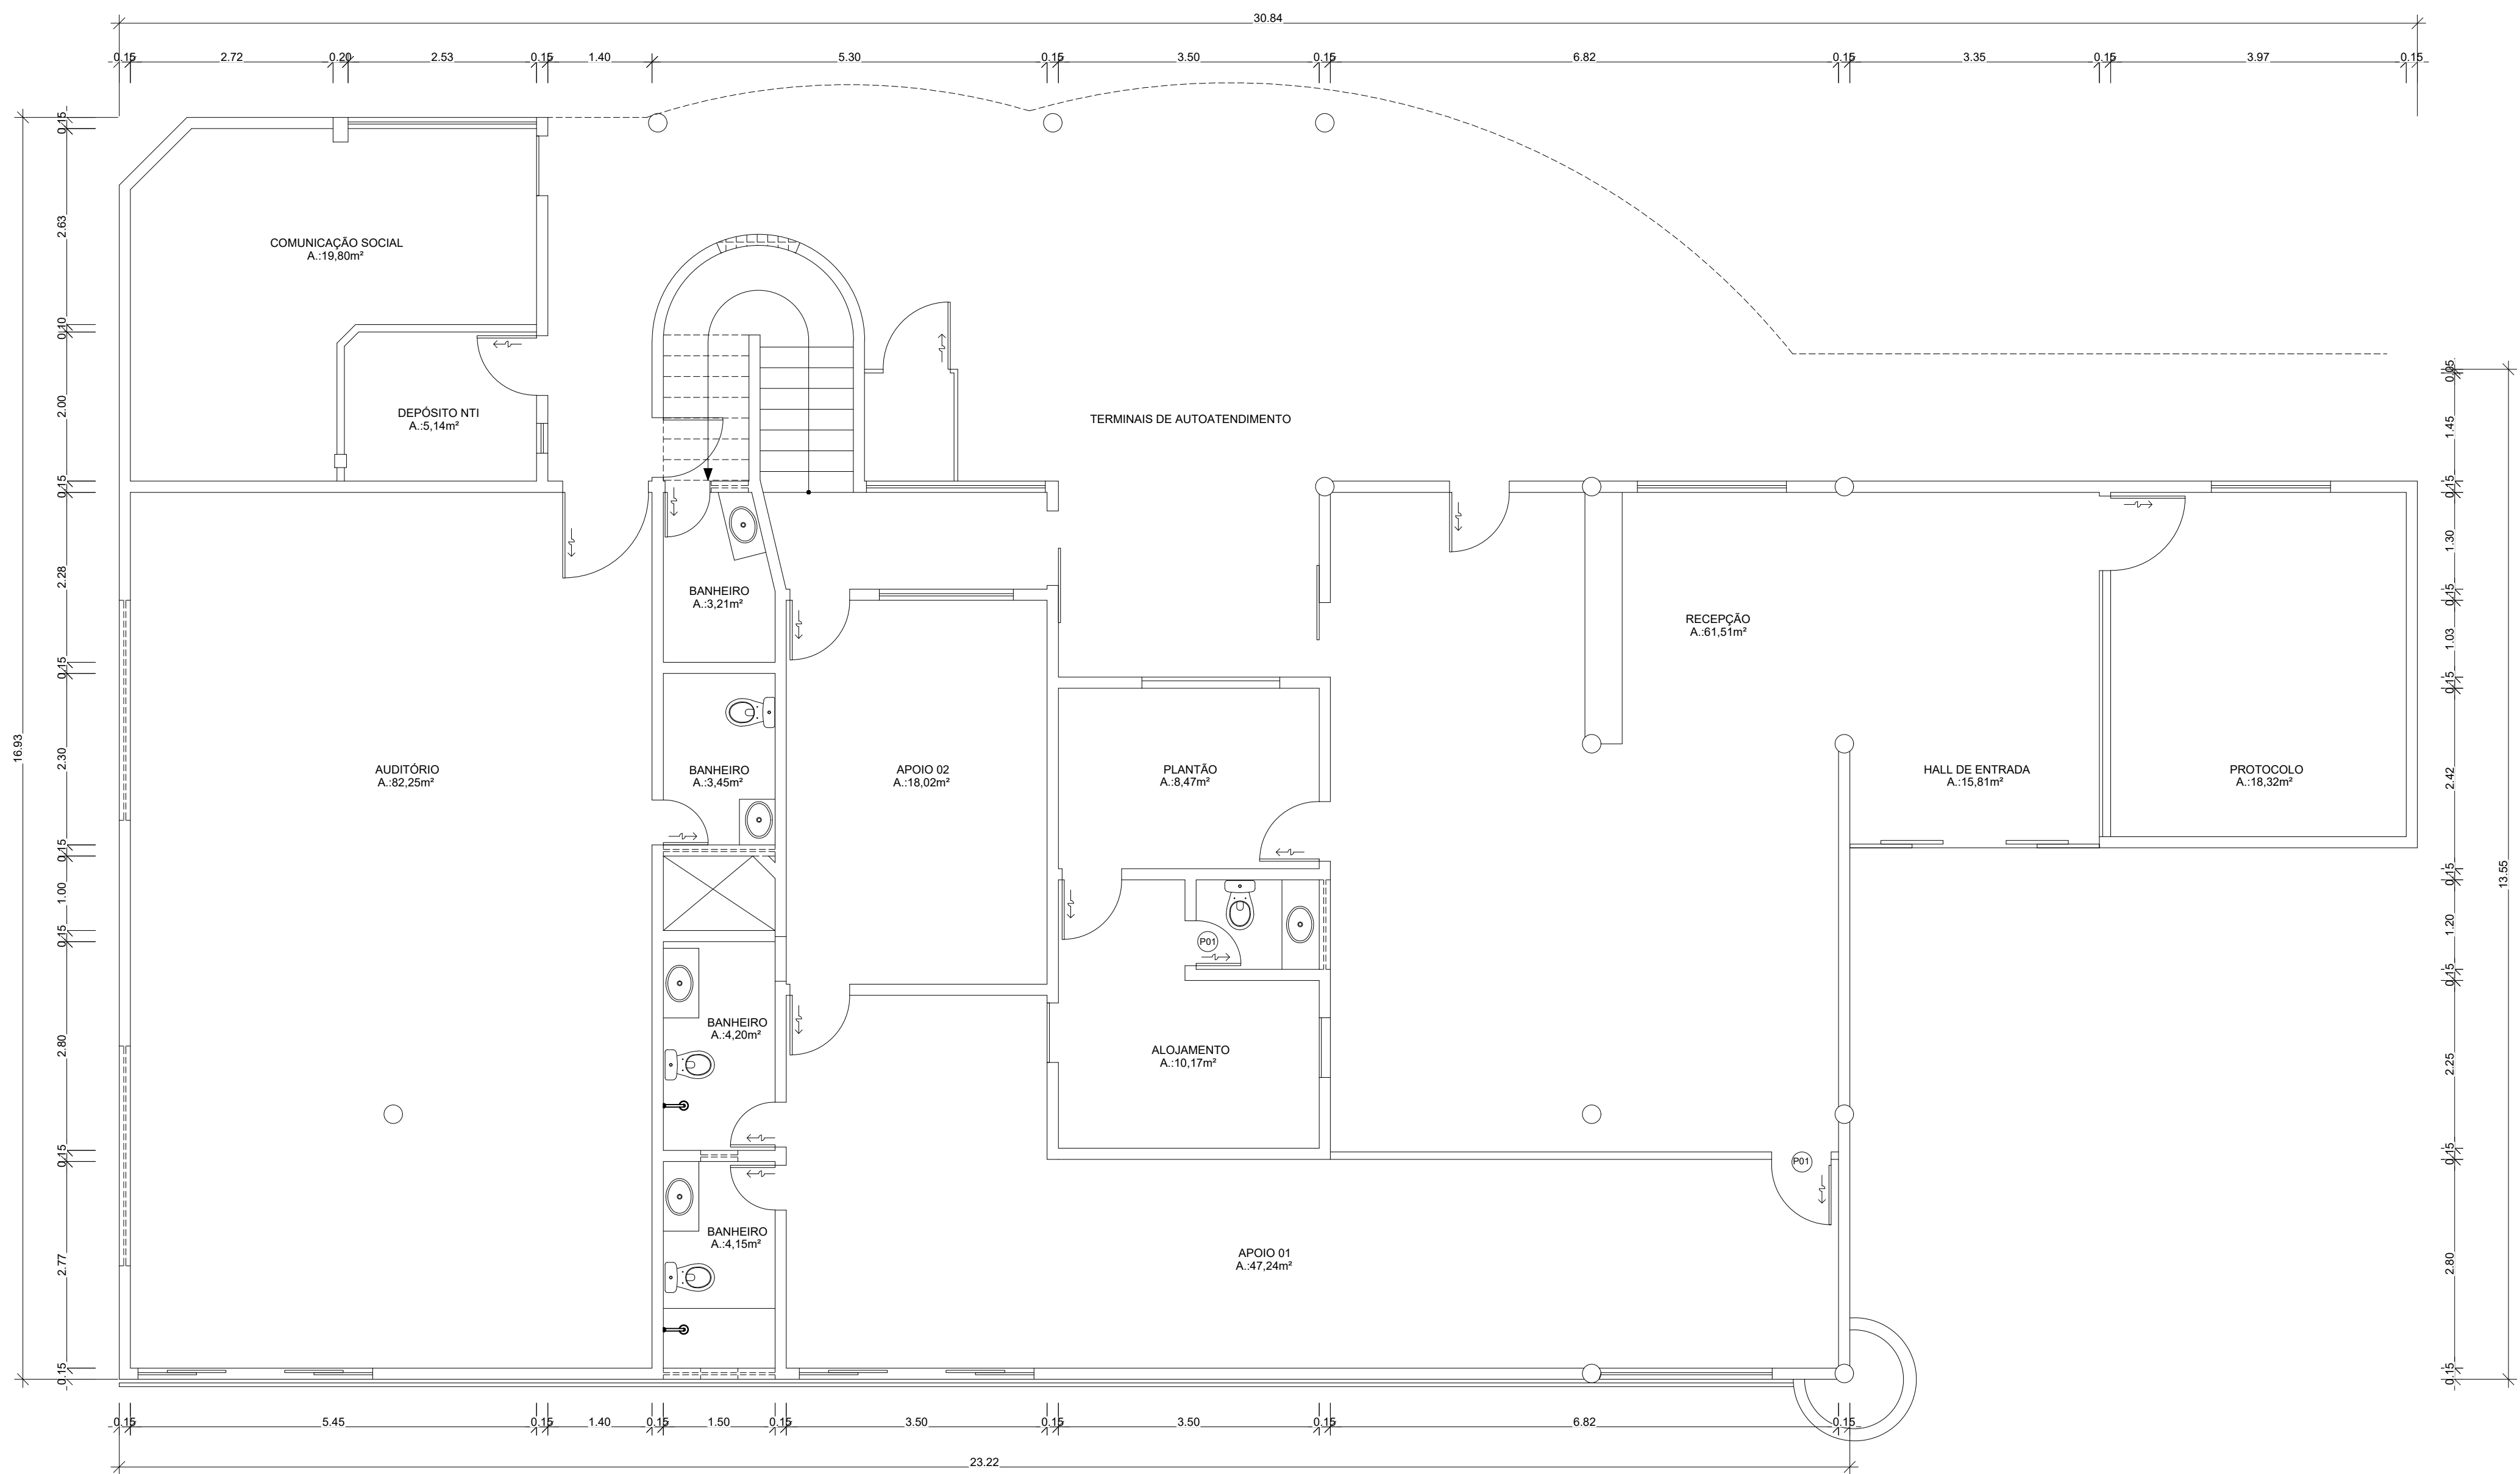 30.84
0.15 2.72 0.20 2.53 0.15 1.40 5.30 0.15 3.50 0.15 6.82 0.15 3.35 0.15 3.97 0.15
16.93
0.15
2.63
0.10
2.00
0.15
2.28
0.15
2.30
0.15
1.00
0.15
2.80
0.15
2.77
0.15
COMUNICAÇÃO SOCIAL
A.:19,80m²
DEPÓSITO NTI
A.:5,14m²
TERMINAIS DE AUTOATENDIMENTO
BANHEIRO
A.:3,21m²
RECEPÇÃO
A.:61,51m²
AUDITÓRIO
A.:82,25m²
BANHEIRO
A.:3,45m²
APOIO 02
A.:18,02m²
PLANTÃO
A.:8,47m²
HALL DE ENTRADA
A.:15,81m²
PROTOCOLO
A.:18,32m²
P01
BANHEIRO
A.:4,20m²
ALOJAMENTO
A.:10,17m²
P01
BANHEIRO
A.:4,15m²
APOIO 01
A.:47,24m²
0.05
1.45
0.15
1.30
0.15
1.03
0.15
2.42
0.15
1.20
0.15
2.25
0.15
2.80
0.15
13.55
0.15 5.45 0.15 1.40 0.15 1.50 0.15 3.50 0.15 3.50 0.15 6.82 0.15
23.22